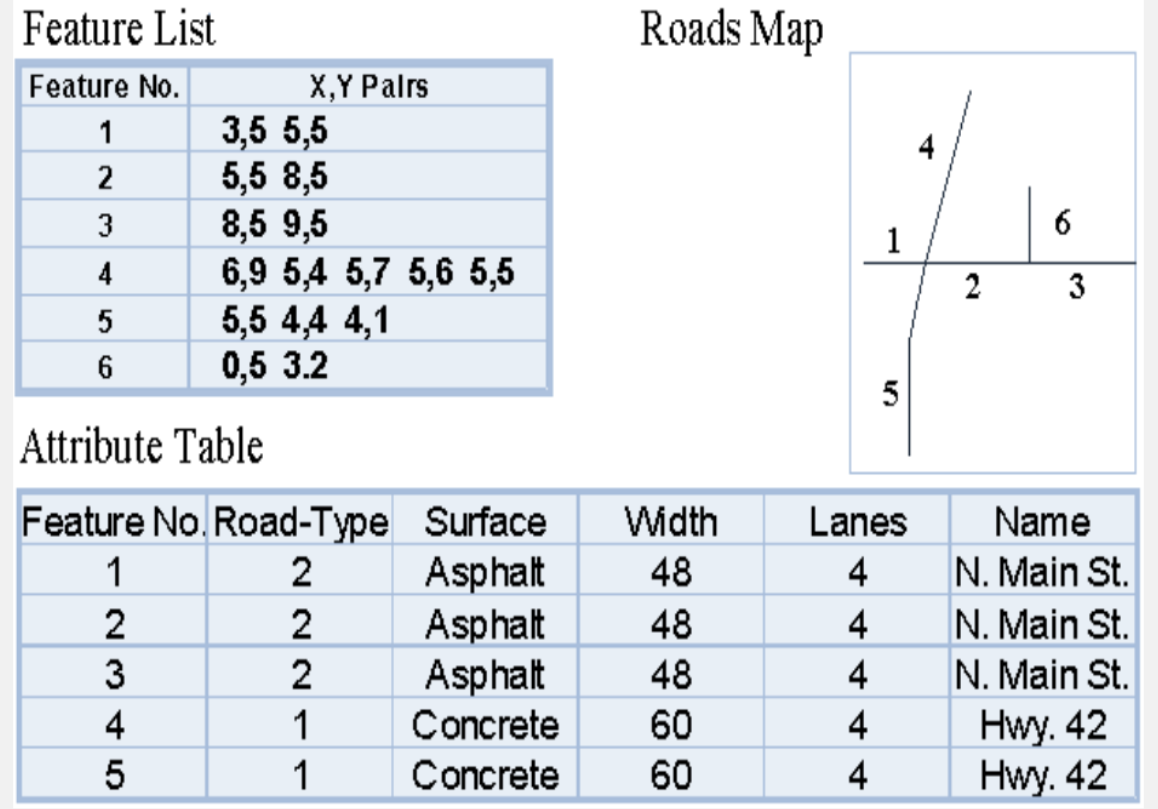 Feature List
Feature No. X,Y Pairs
1 3,5 5,5
2 5,5 8,5
3 8,5 9,5
4 6,9 5,4 5,7 5,6 5,5
5 5,5 4,4 4,1
6 0,5 3.2
Roads Map
4
6
1
2 3
5
Attribute Table
Feature No. Road-Type Surface Width Lanes Name
1 2 Asphalt 48 4 N. Main St.
2 2 Asphalt 48 4 N. Main St.
3 2 Asphalt 48 4 N. Main St.
4 1 Concrete 60 4 Hwy. 42
5 1 Concrete 60 4 Hwy. 42